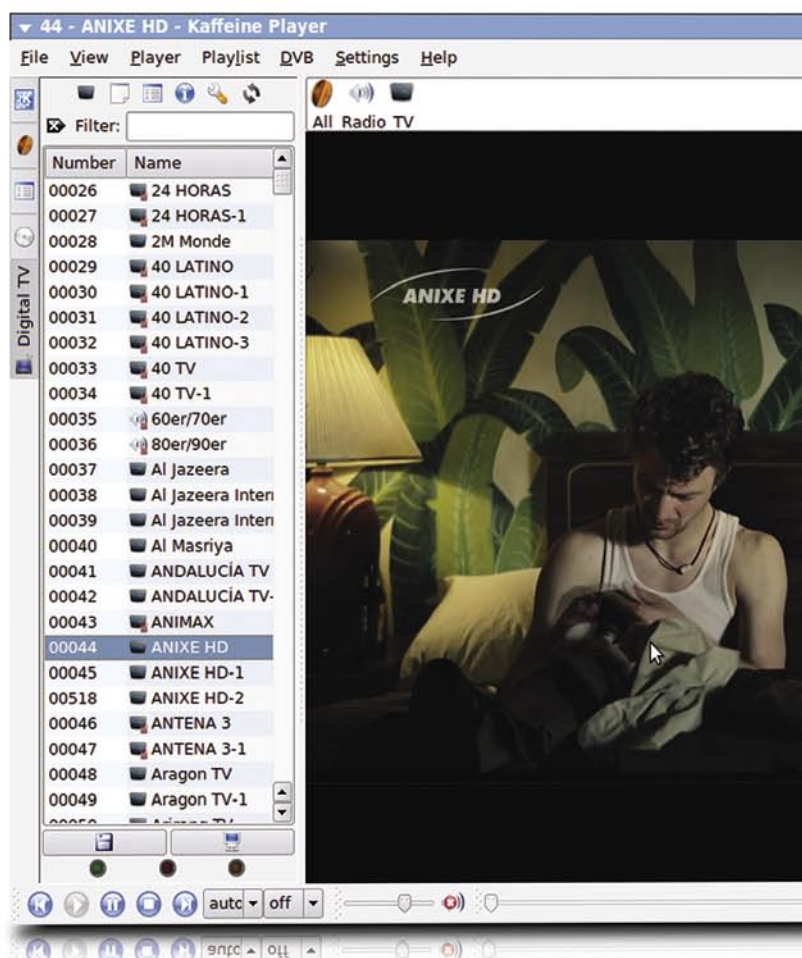 44 - ANIXE HD - Kaffeine Player
File View Player Playlist DVB Settings Help
All Radio TV
Filter:
Digital TV
Number Name
00026 24 HORAS
00027 24 HORAS-1
00028 2M Monde
00029 40 LATINO
00030 40 LATINO-1
00031 40 LATINO-2
00032 40 LATINO-3
00033 40 TV
00034 40 TV-1
00035 60er/70er
00036 80er/90er
00037 Al Jazeera
00038 Al Jazeera Inter
00039 Al Jazeera Inter
00040 Al Masriya
00041 ANDALUCÍA TV
00042 ANDALUCÍA TV-
00043 ANIMAX
00044 ANIXE HD
00045 ANIXE HD-1
00518 ANIXE HD-2
00046 ANTENA 3
00047 ANTENA 3-1
00048 Aragon TV
00049 Aragon TV-1
ANIXE HD
auto off